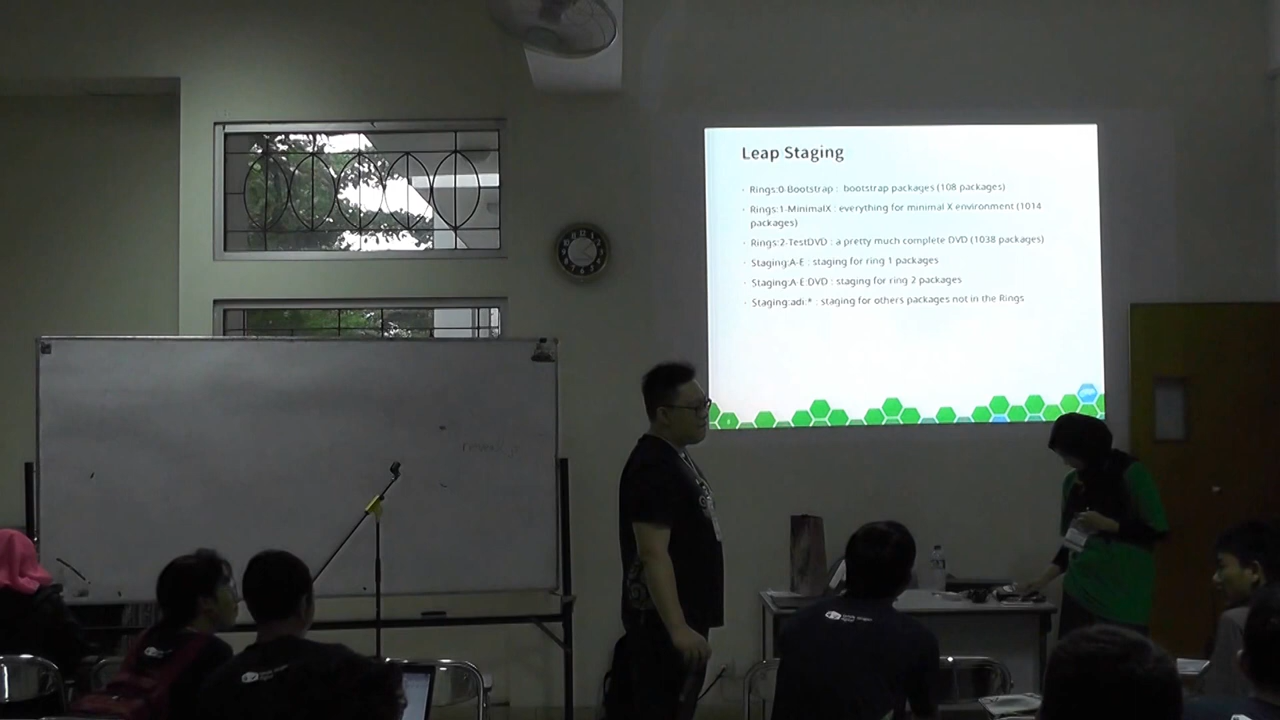 Leap Staging
· Rings:0-Bootstrap : bootstrap packages (108 packages)
· Rings:1-MinimalX : everything for minimal X environment (1014
packages)
· Rings:2-TestDVD : a pretty much complete DVD (1038 packages)
· Staging:A-E : staging for ring 1 packages
· Staging:A-E:DVD : staging for ring 2 packages
· Staging:adi:* : staging for others packages not in the Rings